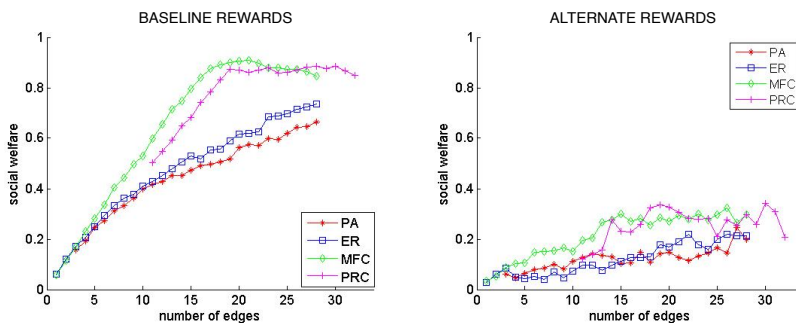 BASELINE REWARDS
social welfare
1
0.8
0.6
0.4
0.2
0
0 5 10 15 20 25 30
number of edges
PA
ER
MFC
PRC
ALTERNATE REWARDS
social welfare
1
0.8
0.6
0.4
0.2
0
0 5 10 15 20 25 30
number of edges
PA
ER
MFC
PRC